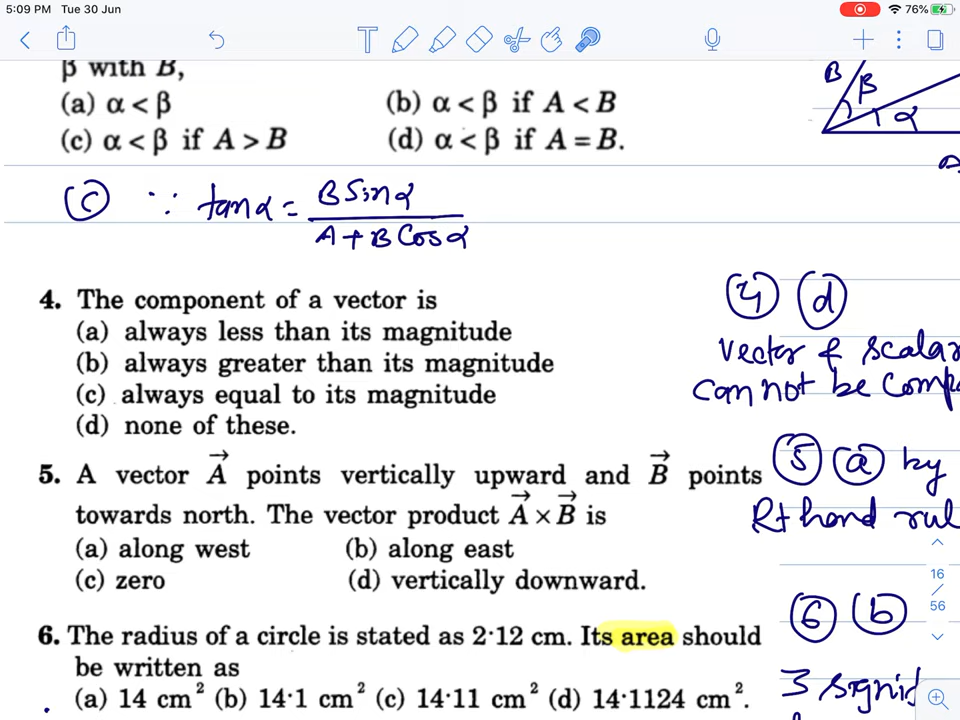 5:09 PM Tue 30 Jun
76%
β with B,
(a) α < β (b) α < β if A < B
(c) α < β if A > B (d) α < β if A = B.
B β α
(c) ∵ tanα = B Sinα / A + B Cosα
4. The component of a vector is
(a) always less than its magnitude
(b) always greater than its magnitude
(c) always equal to its magnitude
(d) none of these.
(4) (d)
Vector & scalar
can not be comp
5. A vector A⃗ points vertically upward and B⃗ points
towards north. The vector product A⃗ × B⃗ is
(a) along west (b) along east
(c) zero (d) vertically downward.
(5) (a) by
Rt hand rul
16
/
56
6. The radius of a circle is stated as 2·12 cm. Its area should
be written as
(a) 14 cm² (b) 14·1 cm² (c) 14·11 cm² (d) 14·1124 cm².
(6) (b)
3 signi